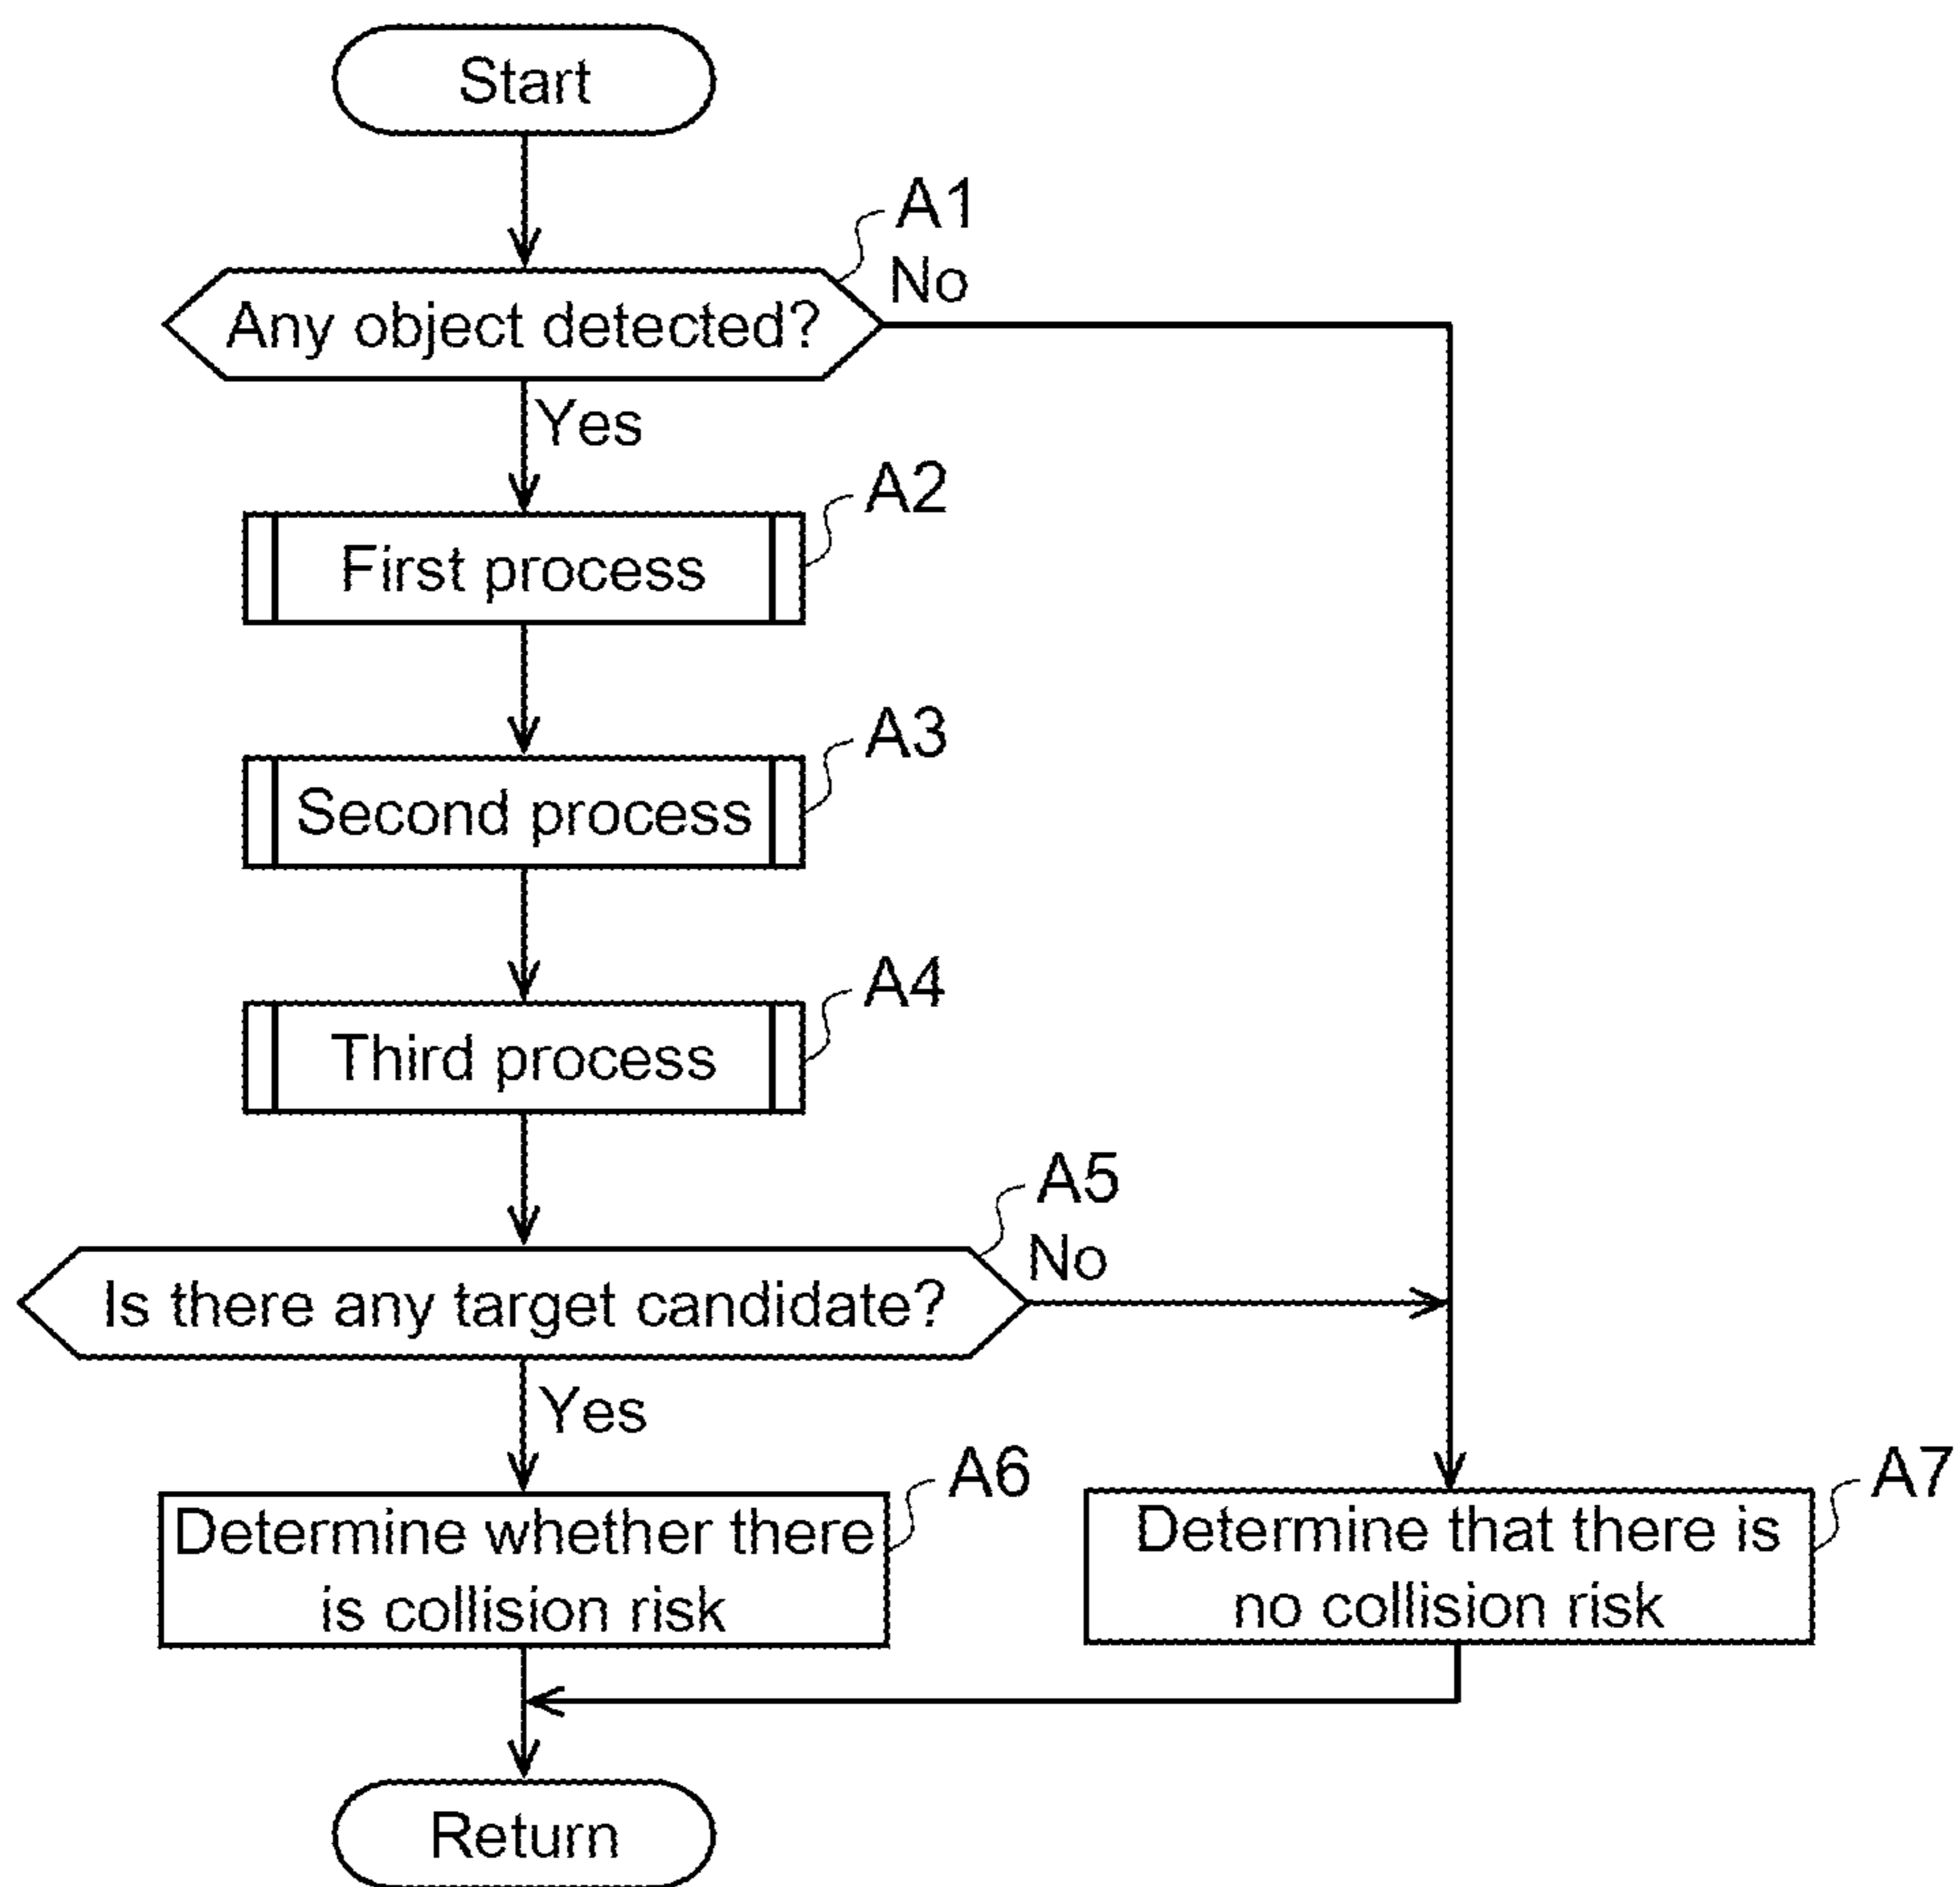 Start
A1
No
Any object detected?
Yes
A2
First process
A3
Second process
A4
Third process
A5
No
Is there any target candidate?
Yes
A6
Determine whether there
is collision risk
A7
Determine that there is
no collision risk
Return